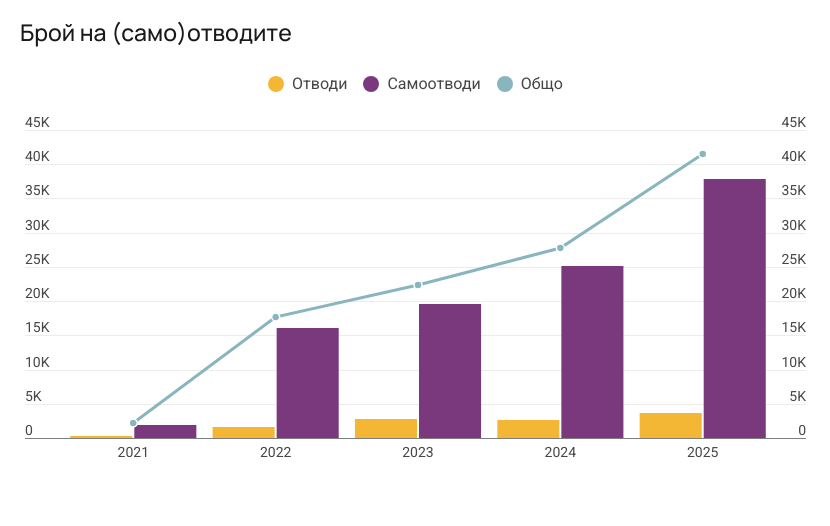 Брой на (само)отводите
Отводи Самоотводи Общо
45K 45K
40K 40K
35K 35K
30K 30K
25K 25K
20K 20K
15K 15K
10K 10K
5K 5K
0 0
2021 2022 2023 2024 2025